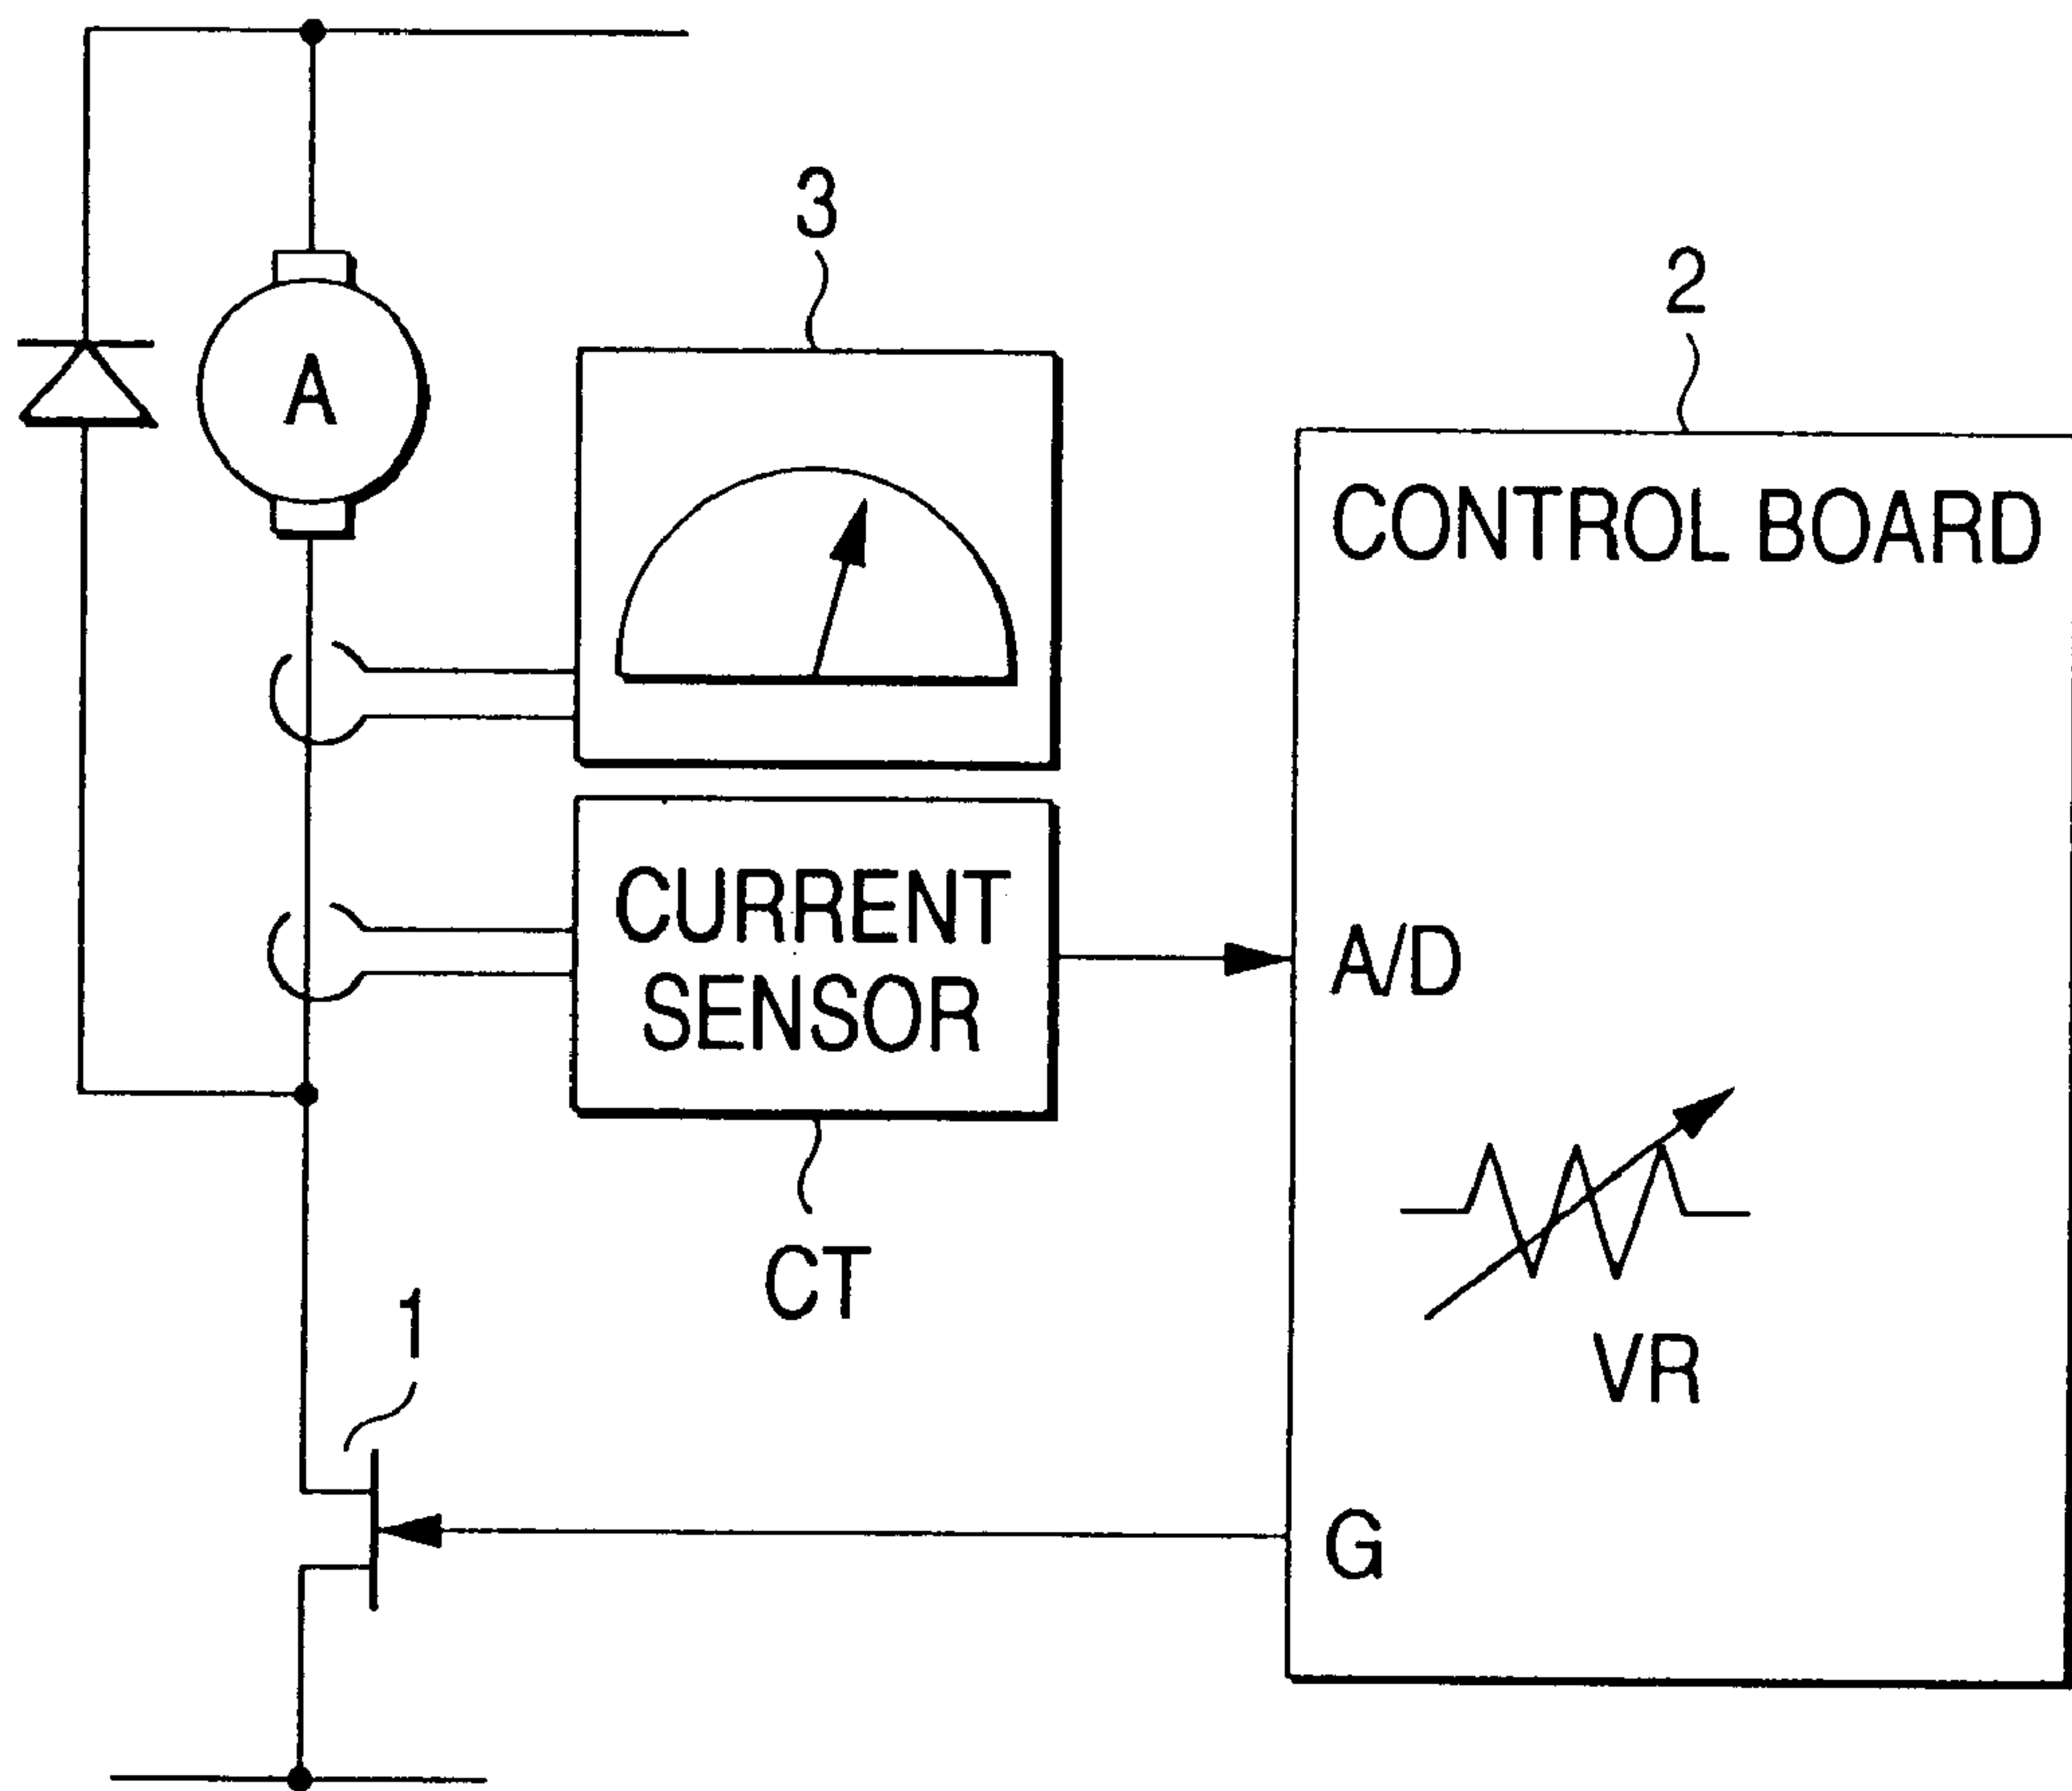 3
2
A
CONTROL BOARD
CURRENT
SENSOR
A/D
CT
1
VR
G